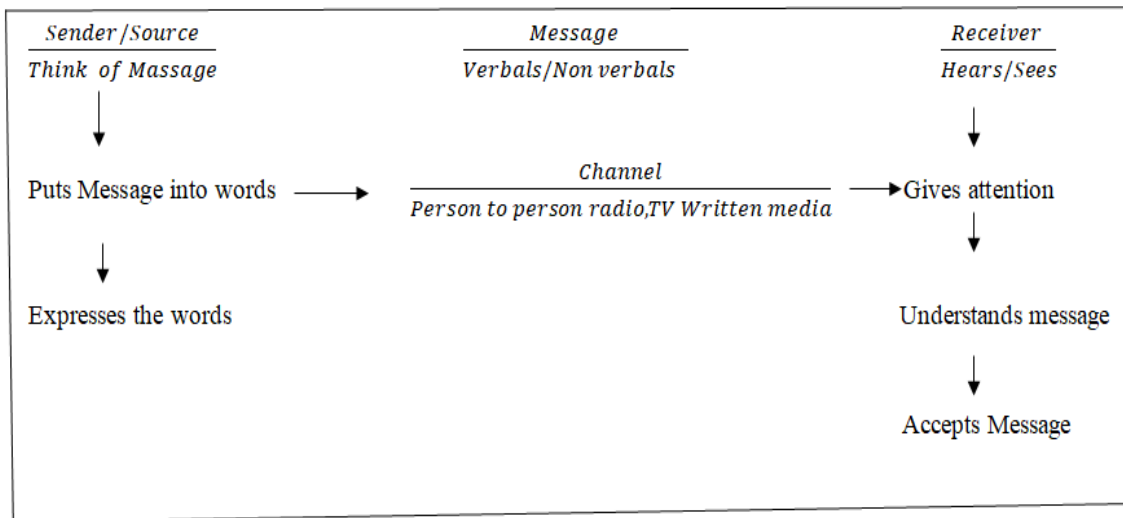 Sender/Source
Think of Massage
Puts Message into words
Expresses the words
Message
Verbals/Non verbals
Channel
Person to person radio,TV Written media
Receiver
Hears/Sees
Gives attention
Understands message
Accepts Message